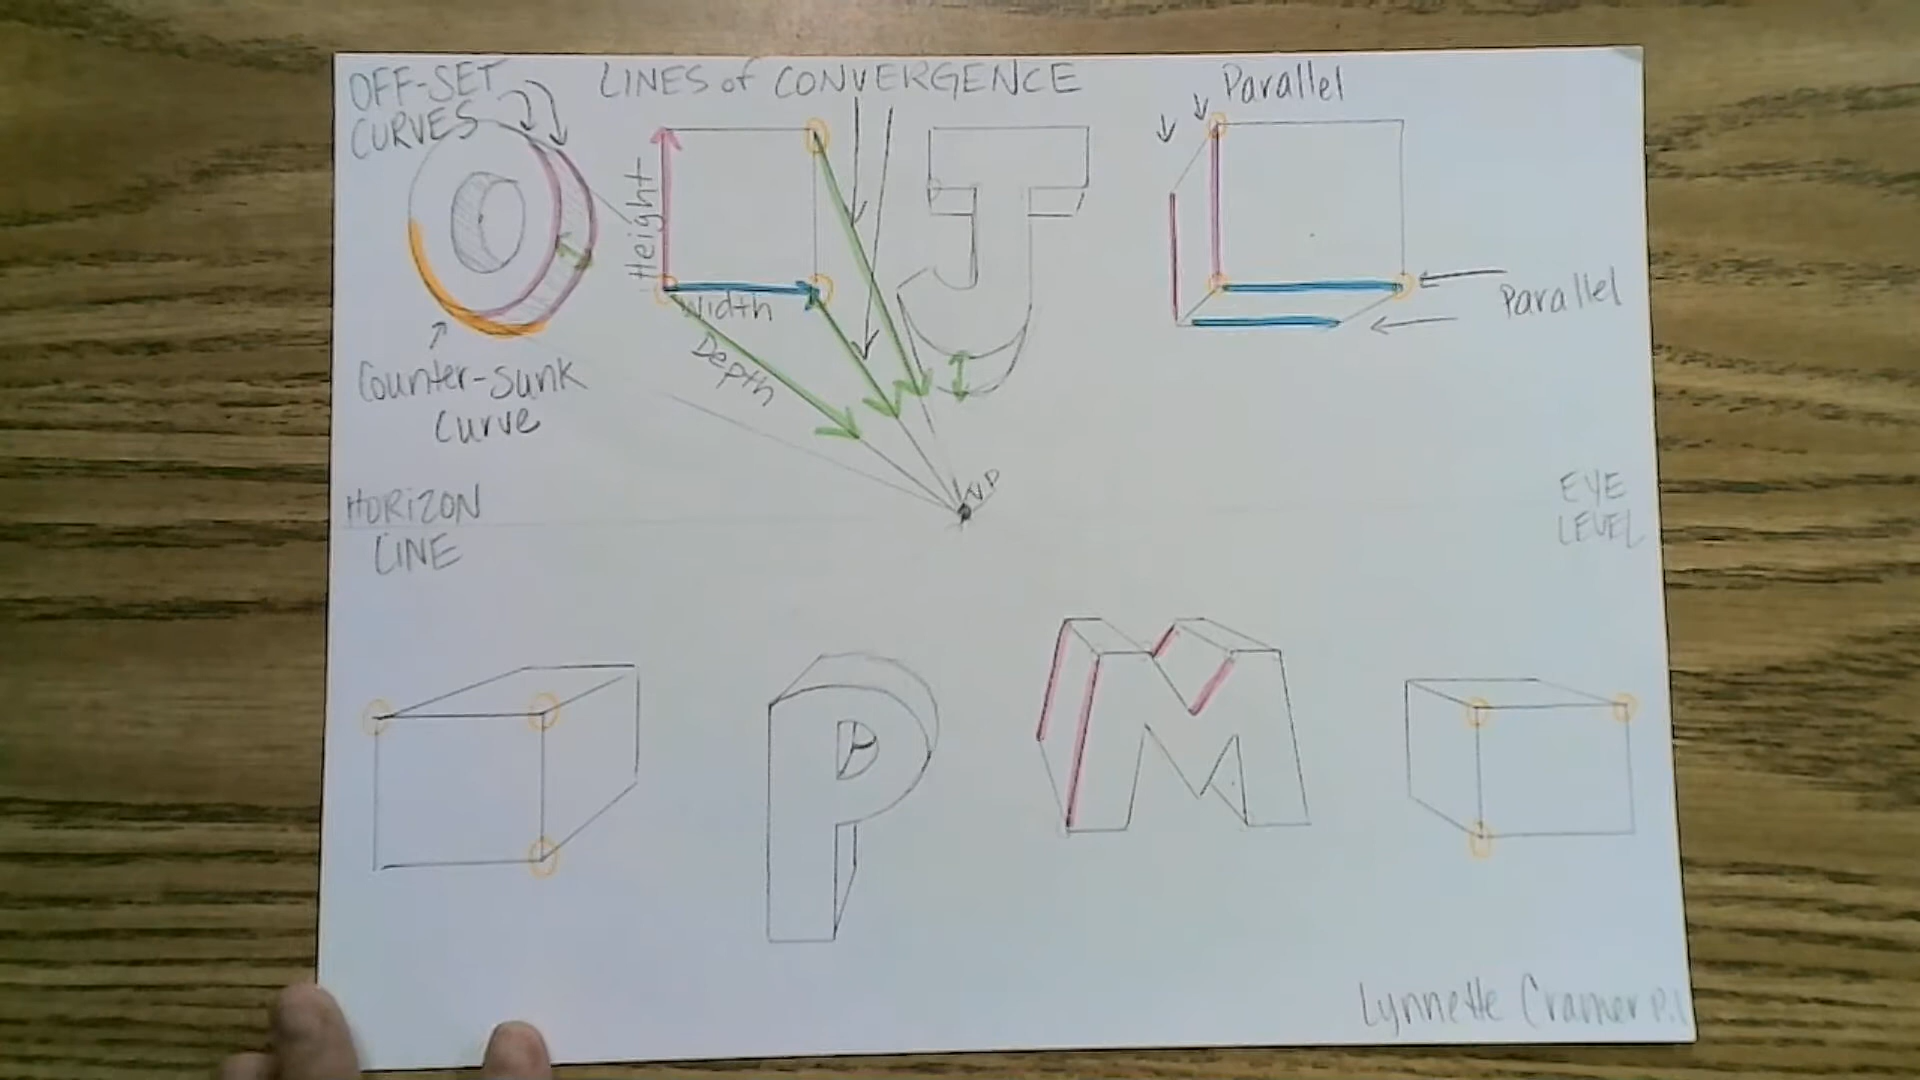 OFF-SET
CURVES
LINES of CONVERGENCE
Parallel
Height
Width
Depth
J
Parallel
Counter-sunk
Curve
HORIZON
LINE
VP
EYE
LEVEL
P
M
Lynnette Cramer P.1